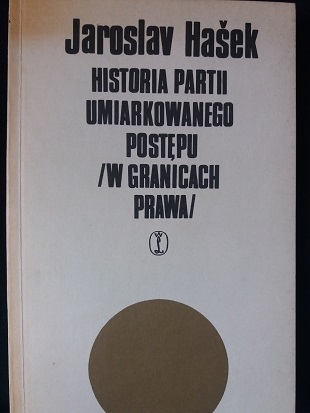 Jaroslav Hašek
HISTORIA PARTII
UMIARKOWANEGO
POSTĘPU
/W GRANICACH
PRAWA/